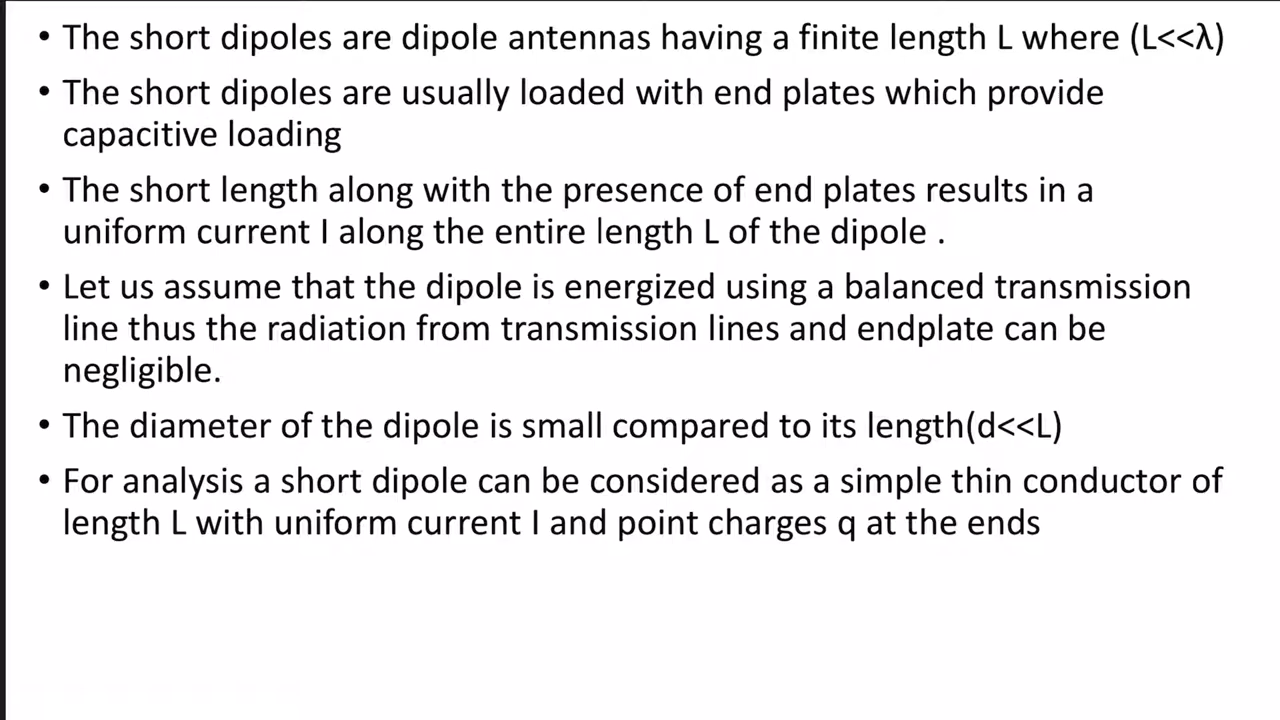 • The short dipoles are dipole antennas having a finite length L where (L<<λ)
• The short dipoles are usually loaded with end plates which provide
capacitive loading
• The short length along with the presence of end plates results in a
uniform current I along the entire length L of the dipole .
• Let us assume that the dipole is energized using a balanced transmission
line thus the radiation from transmission lines and endplate can be
negligible.
• The diameter of the dipole is small compared to its length(d<<L)
• For analysis a short dipole can be considered as a simple thin conductor of
length L with uniform current I and point charges q at the ends